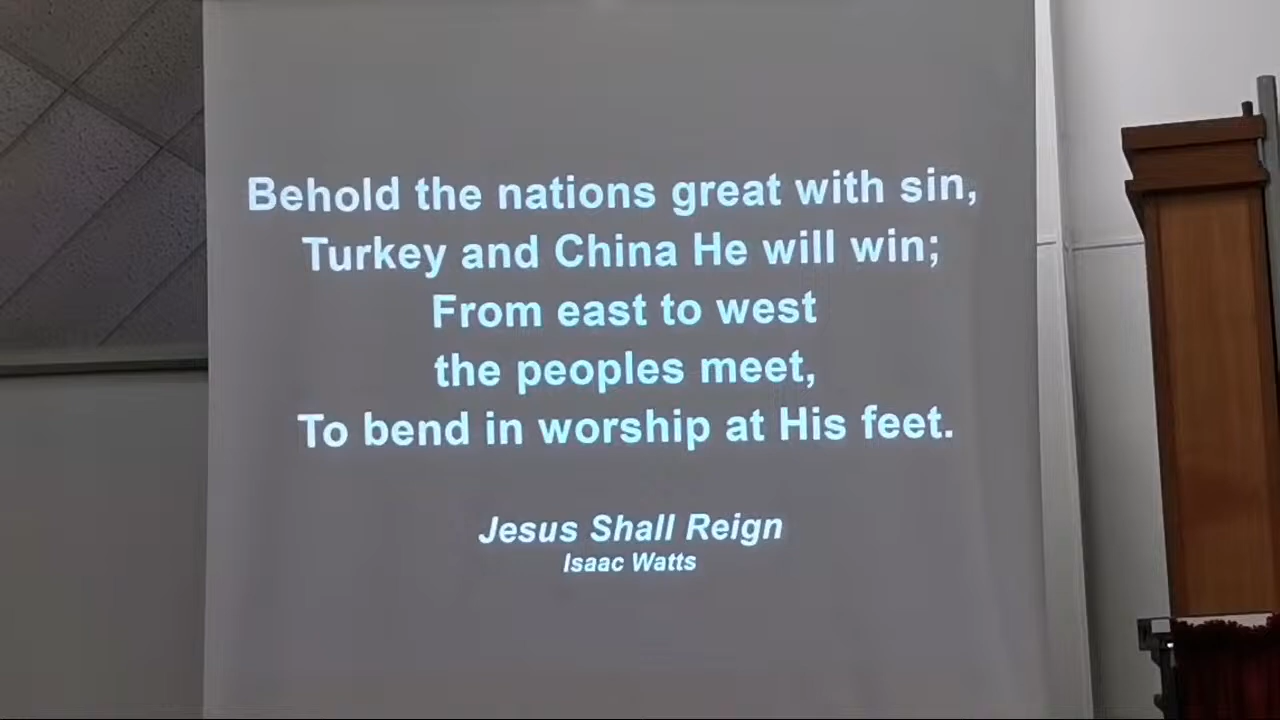 Behold the nations great with sin,
Turkey and China He will win;
From east to west
the peoples meet,
To bend in worship at His feet.
Jesus Shall Reign
Isaac Watts